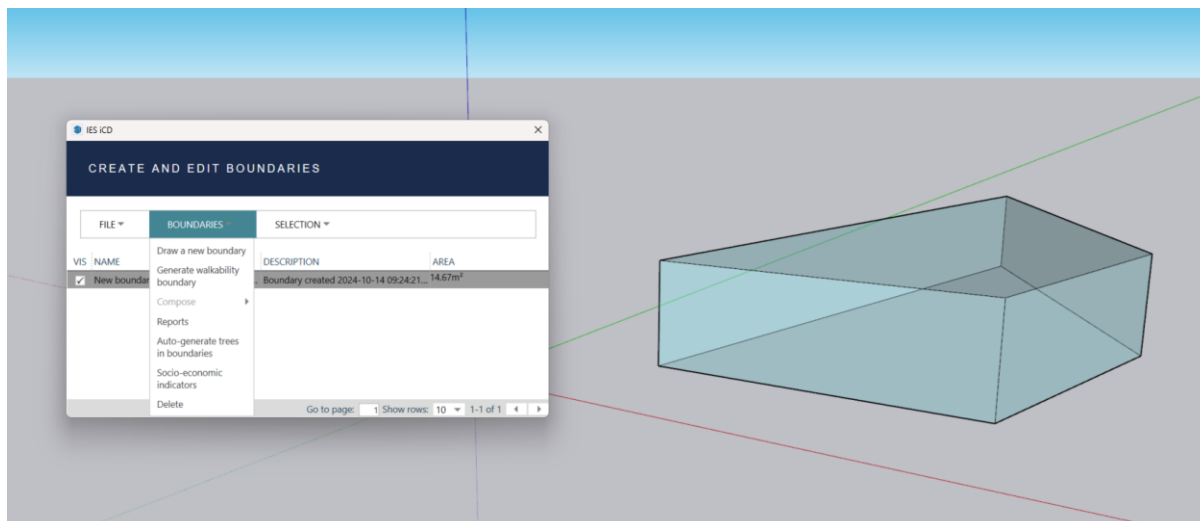 IES iCD
CREATE AND EDIT BOUNDARIES
FILE BOUNDARIES SELECTION
VIS NAME DESCRIPTION AREA
New boundar . Boundary created 2024-10-14 09:24:21... 14.67m²
Draw a new boundary
Generate walkability
boundary
Compose
Reports
Auto-generate trees
in boundaries
Socio-economic
indicators
Delete
Go to page: 1 Show rows: 10 1-1 of 1